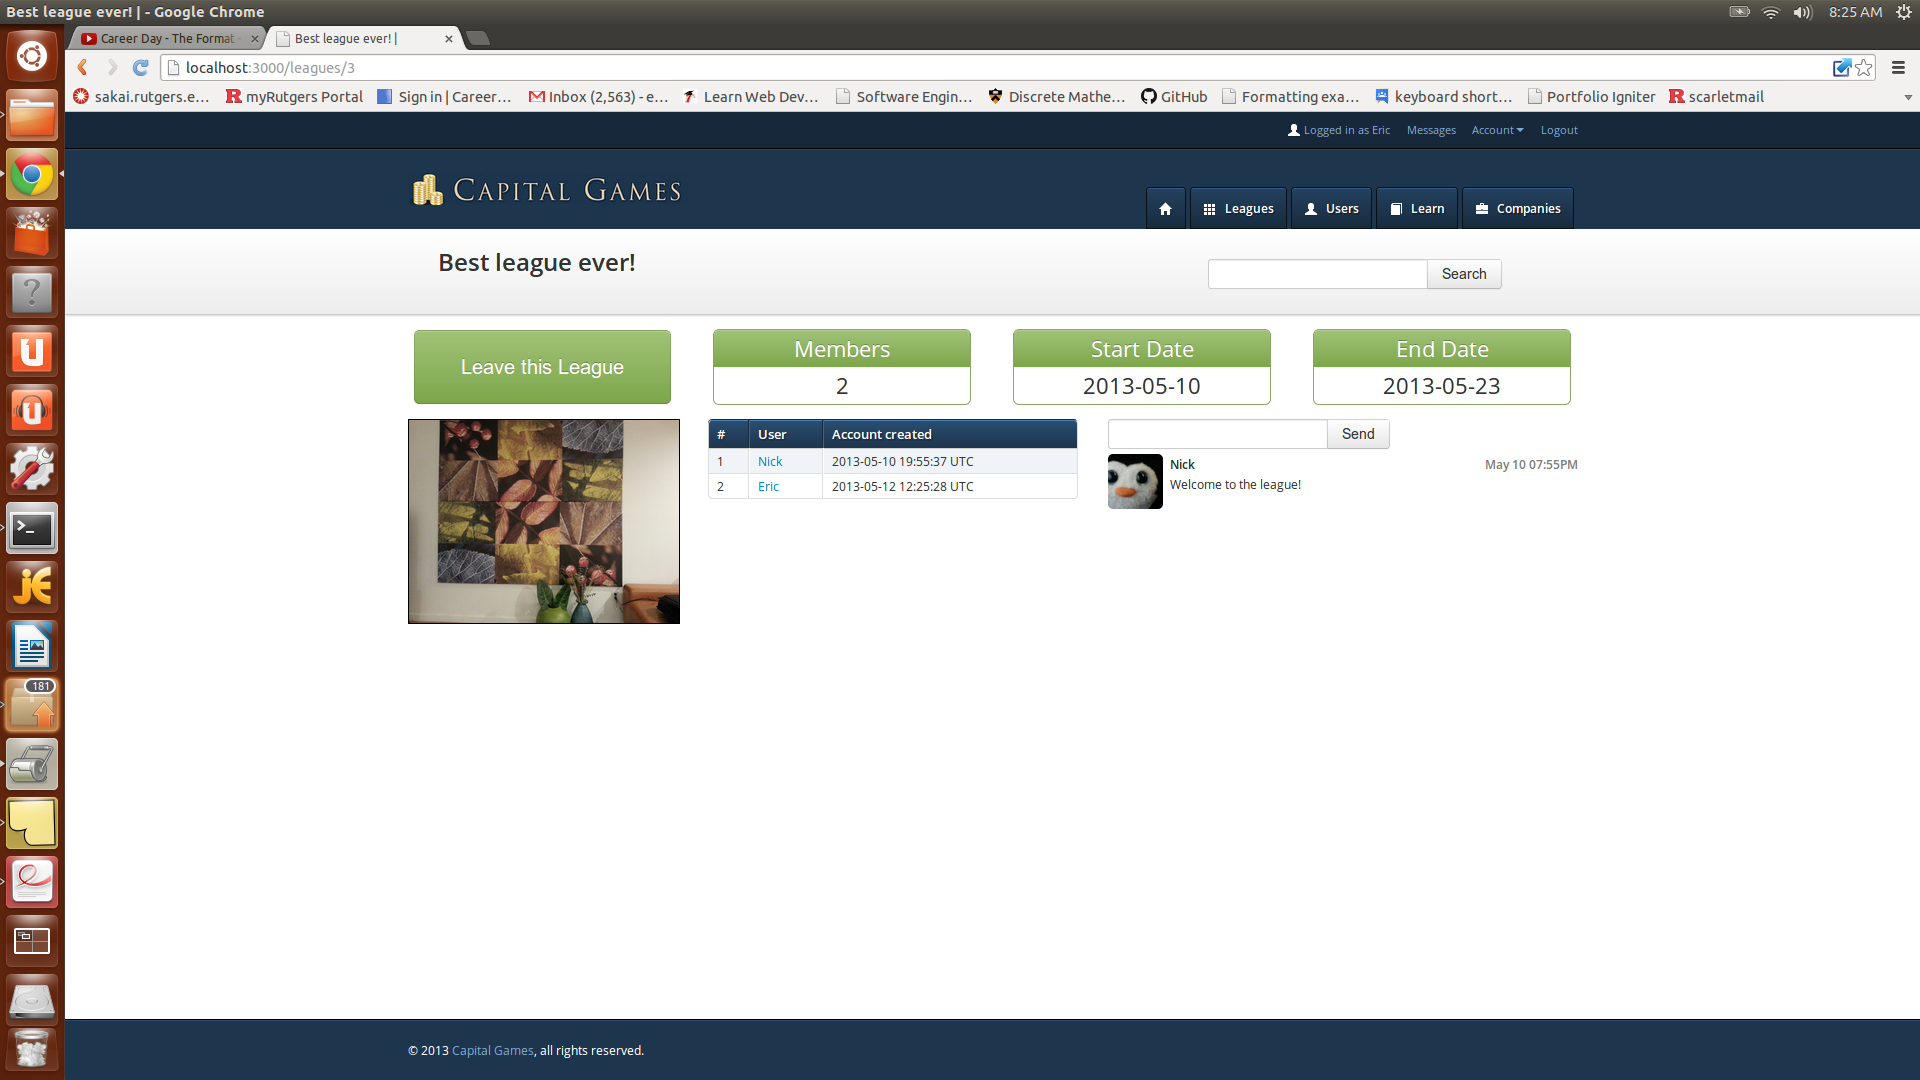 Best league ever! | - Google Chrome
8:25 AM
Career Day - The Format -
Best league ever! |
localhost:3000/leagues/3
sakai.rutgers.e...
myRutgers Portal
Sign in | Career...
Inbox (2,563) - e...
Learn Web Dev...
Software Engin...
Discrete Mathe...
GitHub
Formatting exa...
keyboard short...
Portfolio Igniter
scarletmail
Logged in as Eric
Messages
Account
Logout
Capital Games
Leagues
Users
Learn
Companies
Best league ever!
Search
Leave this League
Members
2
Start Date
2013-05-10
End Date
2013-05-23
# User Account created
1 Nick 2013-05-10 19:55:37 UTC
2 Eric 2013-05-12 12:25:28 UTC
Send
Nick
May 10 07:55PM
Welcome to the league!
181
© 2013 Capital Games, all rights reserved.